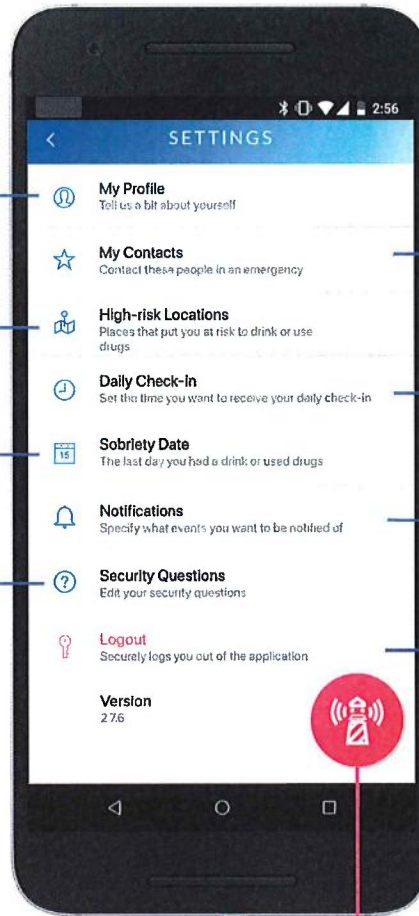 2:56
SETTINGS
My Profile
Tell us a bit about yourself
My Contacts
Contact these people in an emergency
High-risk Locations
Places that put you at risk to drink or use
drugs
Daily Check-in
Set the time you want to receive your daily check-in
15
Sobriety Date
The last day you had a drink or used drugs
Notifications
Specify what events you want to be notified of
Security Questions
Edit your security questions
Logout
Securely logs you out of the application
Version
2.7.6